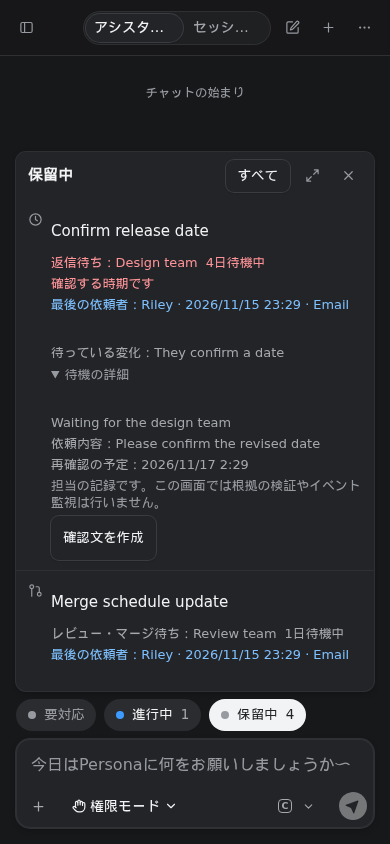 アシスタ...
セッシ...
チャットの始まり
保留中
すべて
Confirm release date
返信待ち：Design team 4日待機中
確認する時期です
最後の依頼者：Riley · 2026/11/15 23:29 · Email
待っている変化：They confirm a date
▼ 待機の詳細
Waiting for the design team
依頼内容：Please confirm the revised date
再確認の予定：2026/11/17 2:29
担当の記録です。この画面では根拠の検証やイベント
監視は行いません。
確認文を作成
Merge schedule update
レビュー・マージ待ち：Review team 1日待機中
最後の依頼者：Riley · 2026/11/15 23:29 · Email
要対応
進行中 1
保留中 4
今日はPersonaに何をお願いしましょうか〜
権限モード
C